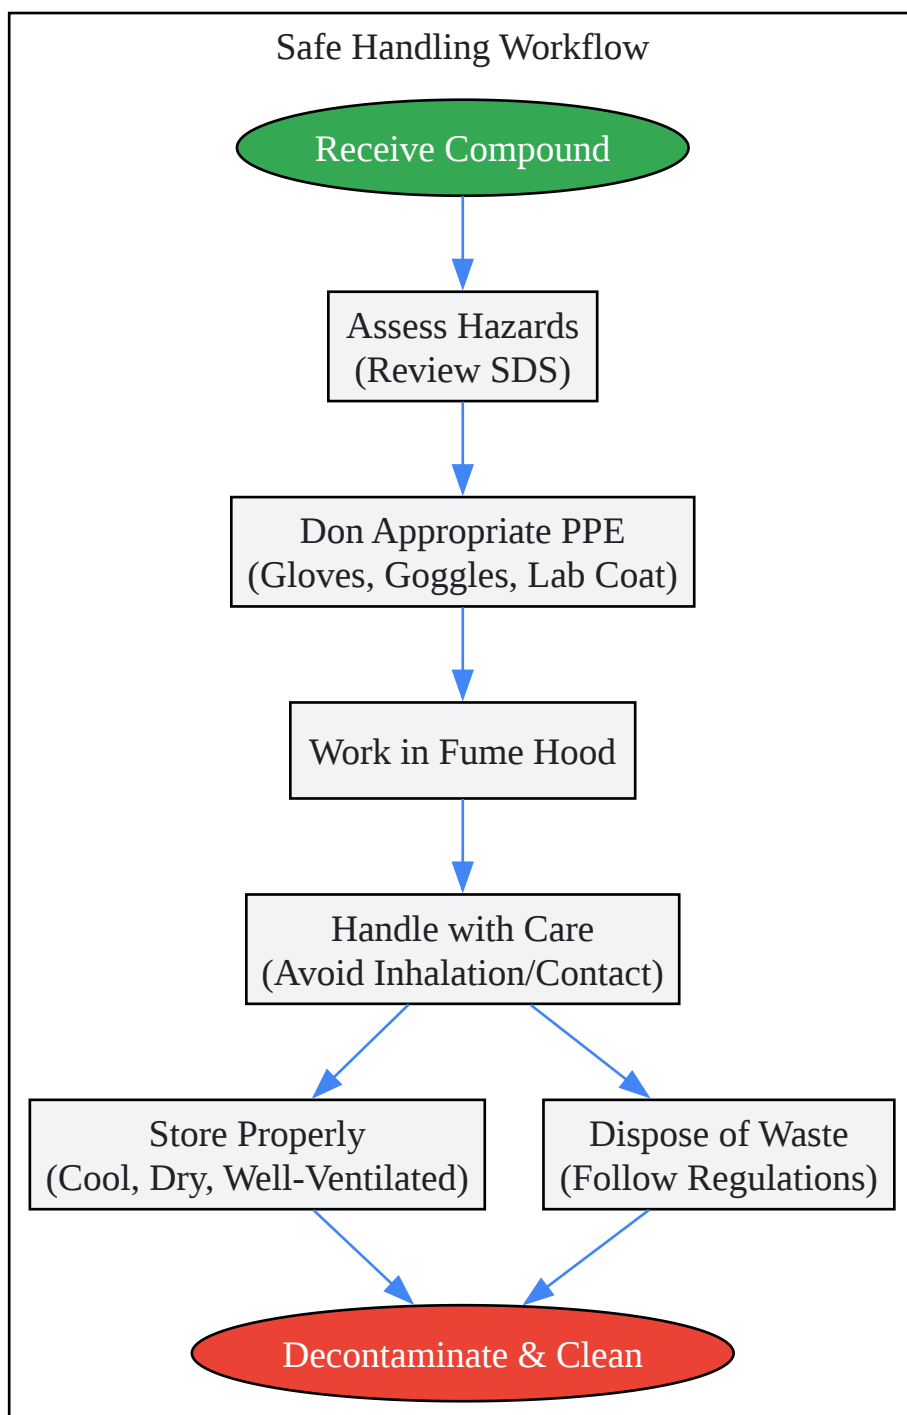 Safe Handling Workflow
Receive Compound
Assess Hazards
(Review SDS)
Don Appropriate PPE
(Gloves, Goggles, Lab Coat)
Work in Fume Hood
Handle with Care
(Avoid Inhalation/Contact)
Store Properly
(Cool, Dry, Well-Ventilated)
Dispose of Waste
(Follow Regulations)
Decontaminate & Clean